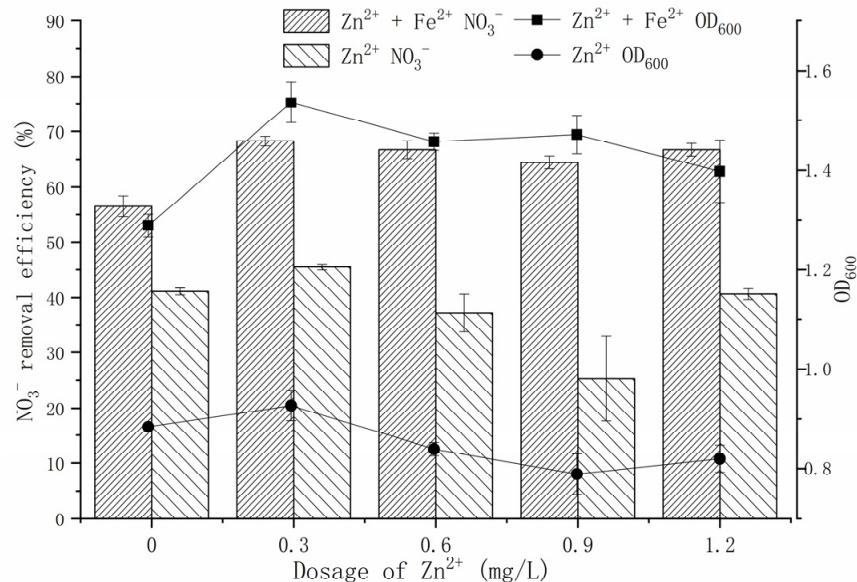 Zn²⁺ + Fe²⁺ NO₃⁻
Zn²⁺ + Fe²⁺ OD₆₀₀
Zn²⁺ NO₃⁻
Zn²⁺ OD₆₀₀
NO₃⁻ removal efficiency (%)
90
80
70
60
50
40
30
20
10
0
1.6
1.4
1.2
1.0
0.8
OD₆₀₀
0 0.3 0.6 0.9 1.2
Dosage of Zn²⁺ (mg/L)